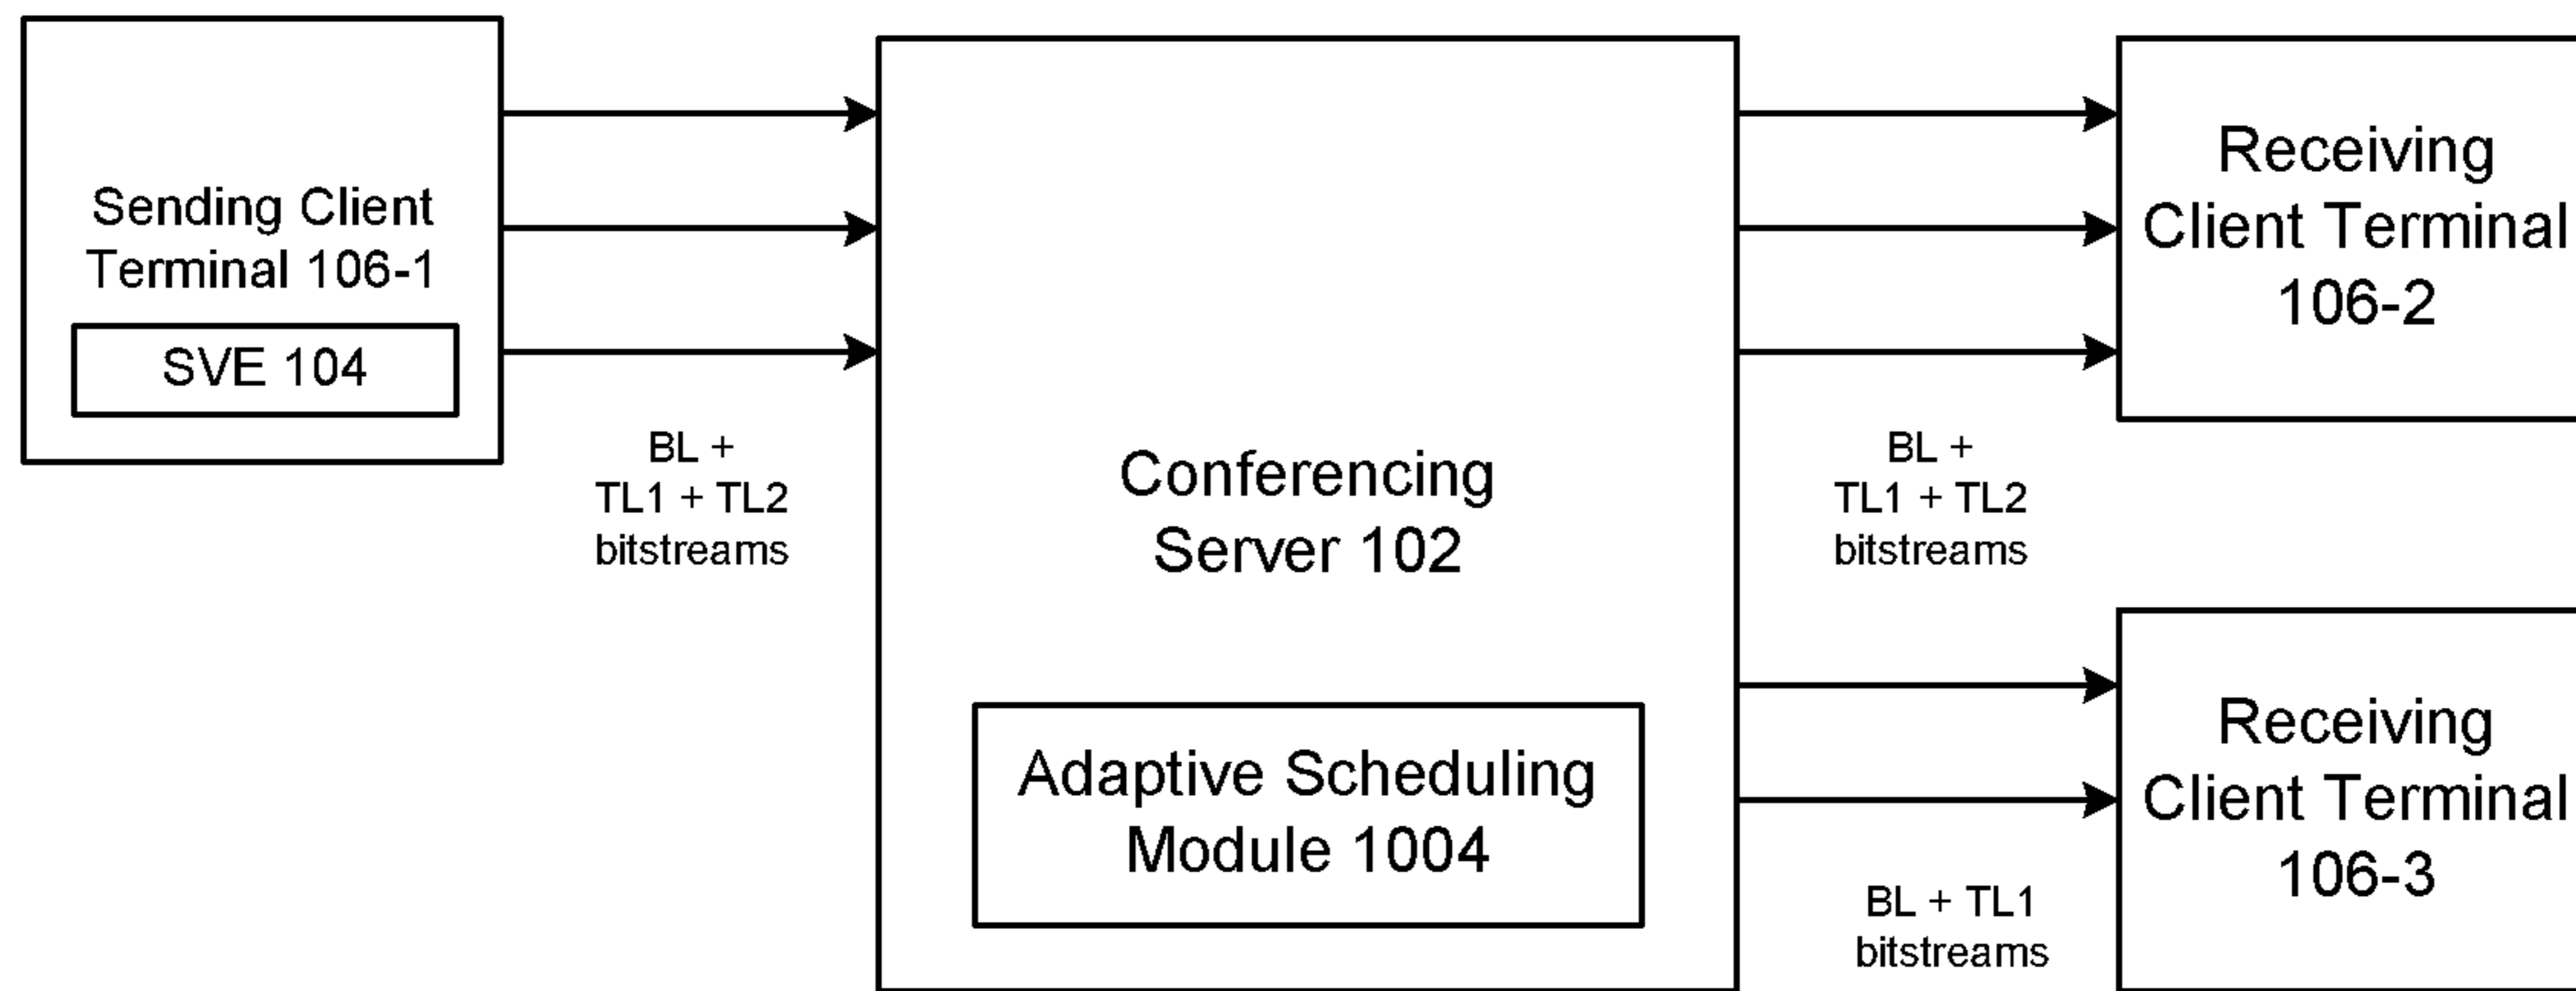 Sending Client
Terminal 106-1
SVE 104
BL +
TL1 + TL2
bitstreams
Conferencing
Server 102
Adaptive Scheduling
Module 1004
BL +
TL1 + TL2
bitstreams
Receiving
Client Terminal
106-2
BL + TL1
bitstreams
Receiving
Client Terminal
106-3